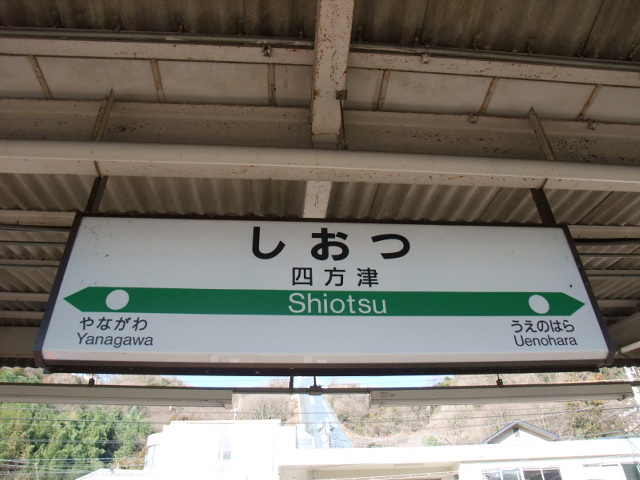 しおつ
四方津
Shiotsu
やながわ
Yanagawa
うえのはら
Uenohara